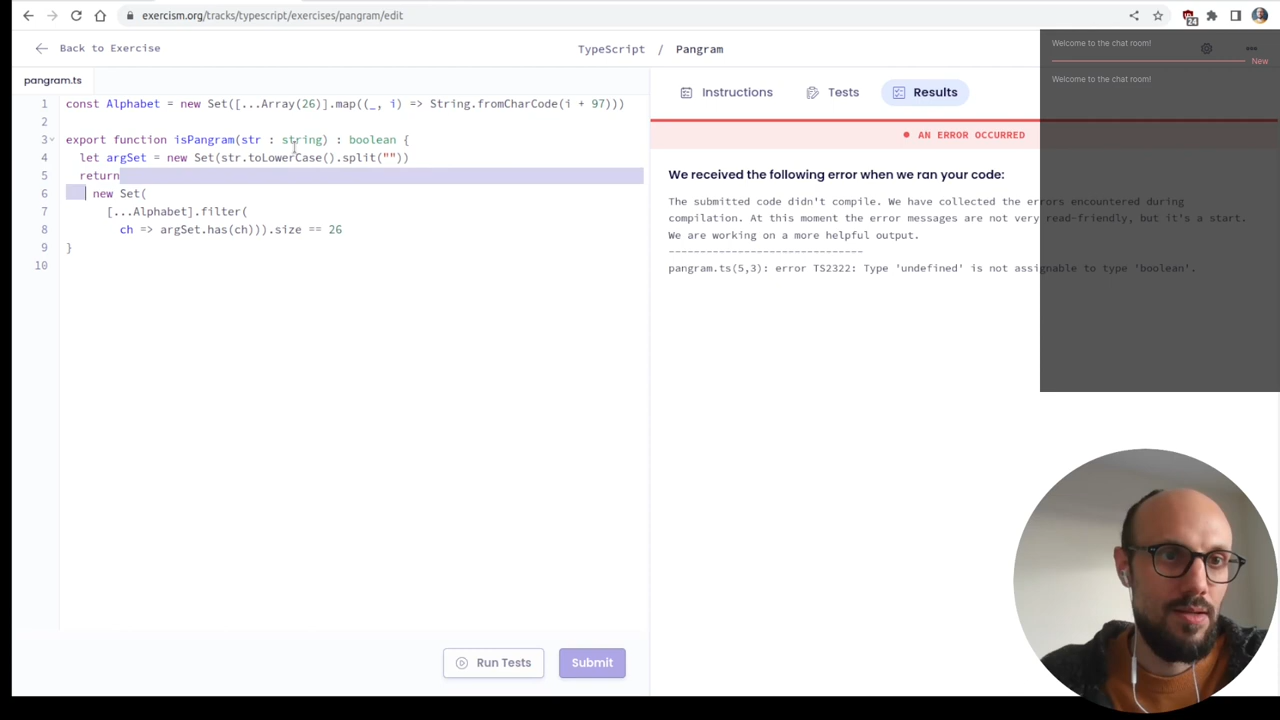 exercism.org/tracks/typescript/exercises/pangram/edit
24
Back to Exercise
TypeScript / Pangram
Welcome to the chat room!
New
Welcome to the chat room!
pangram.ts
Instructions
Tests
Results
1 const Alphabet = new Set([...Array(26)].map((_, i) => String.fromCharCode(i + 97)))
2
3 export function isPangram(str : string) : boolean {
4 let argSet = new Set(str.toLowerCase().split(""))
5 return
6 new Set(
7 [...Alphabet].filter(
8 ch => argSet.has(ch))).size == 26
9 }
10
AN ERROR OCCURRED
We received the following error when we ran your code:
The submitted code didn't compile. We have collected the errors encountered during
compilation. At this moment the error messages are not very read-friendly, but it's a start.
We are working on a more helpful output.
-----------------------------
pangram.ts(5,3): error TS2322: Type 'undefined' is not assignable to type 'boolean'.
Run Tests
Submit